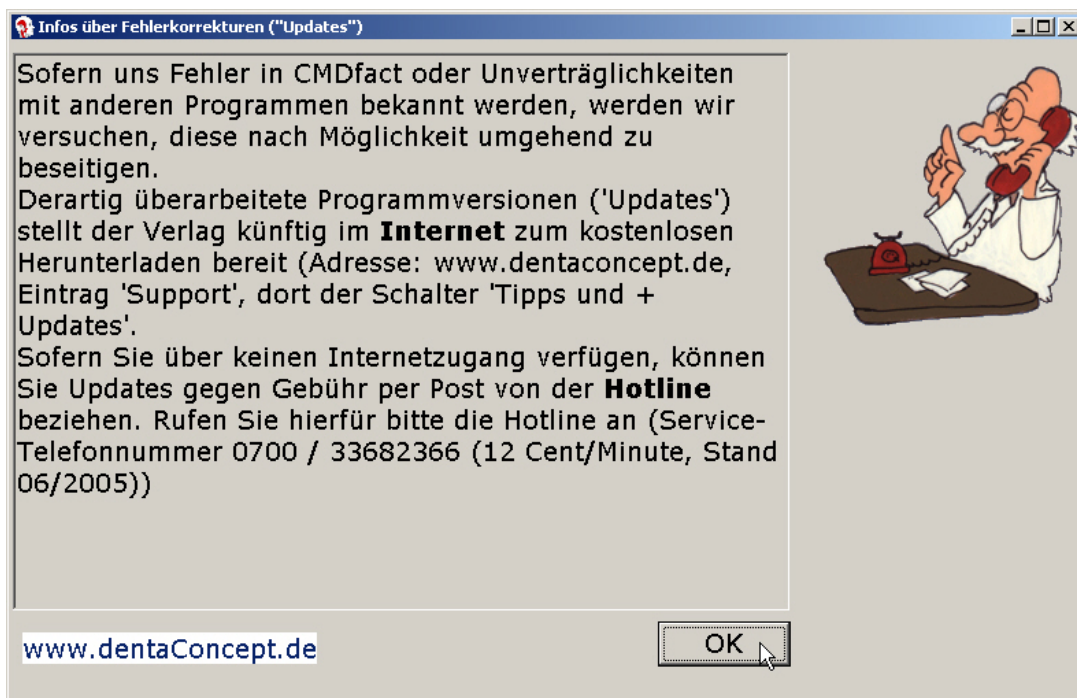 Infos über Fehlerkorrekturen ("Updates")
Sofern uns Fehler in CMDfact oder Unverträglichkeiten
mit anderen Programmen bekannt werden, werden wir
versuchen, diese nach Möglichkeit umgehend zu
beseitigen.
Derartig überarbeitete Programmversionen ('Updates')
stellt der Verlag künftig im Internet zum kostenlosen
Herunterladen bereit (Adresse: www.dentaconcept.de,
Eintrag 'Support', dort der Schalter 'Tipps und +
Updates'.
Sofern Sie über keinen Internetzugang verfügen, können
Sie Updates gegen Gebühr per Post von der Hotline
beziehen. Rufen Sie hierfür bitte die Hotline an (Service-
Telefonnummer 0700 / 33682366 (12 Cent/Minute, Stand
06/2005))
www.dentaConcept.de
OK